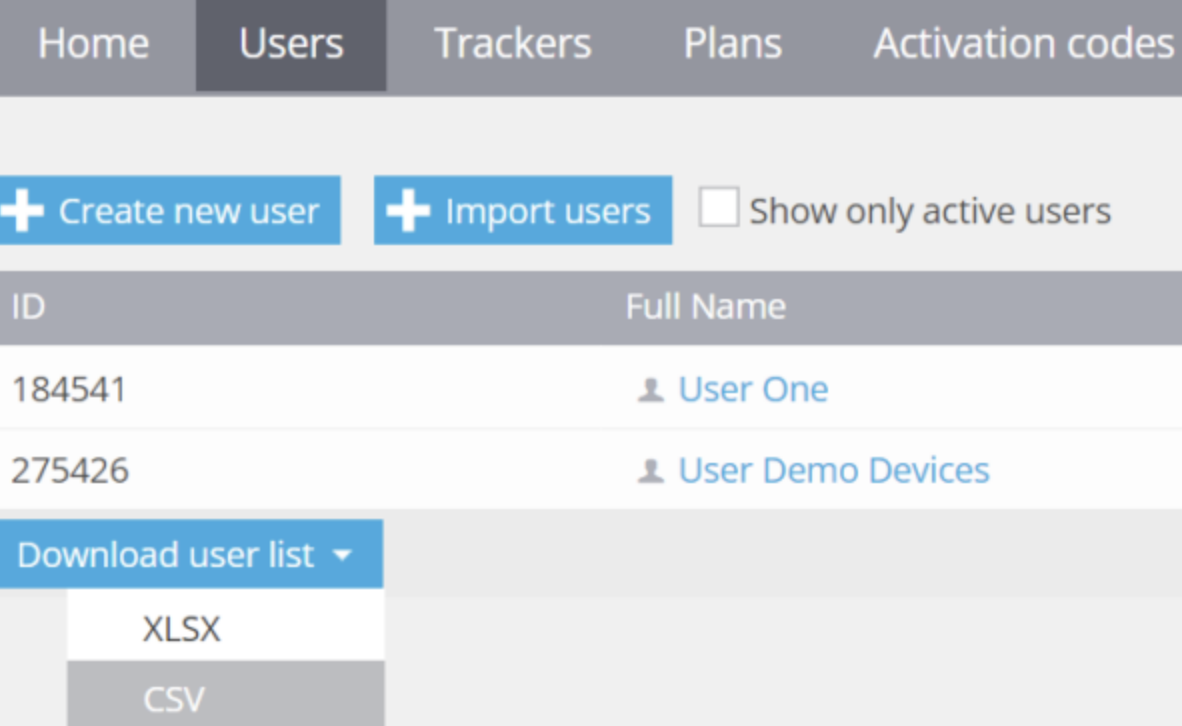 Home Users Trackers Plans Activation codes
Create new user Import users Show only active users
ID Full Name
184541 User One
275426 User Demo Devices
Download user list
XLSX
CSV